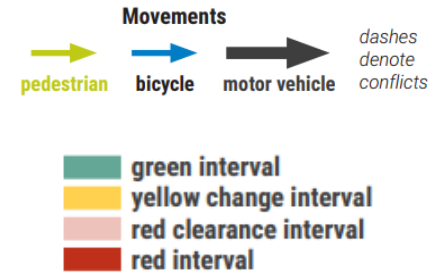 Movements
pedestrian bicycle motor vehicle
dashes
denote
conflicts
green interval
yellow change interval
red clearance interval
red interval